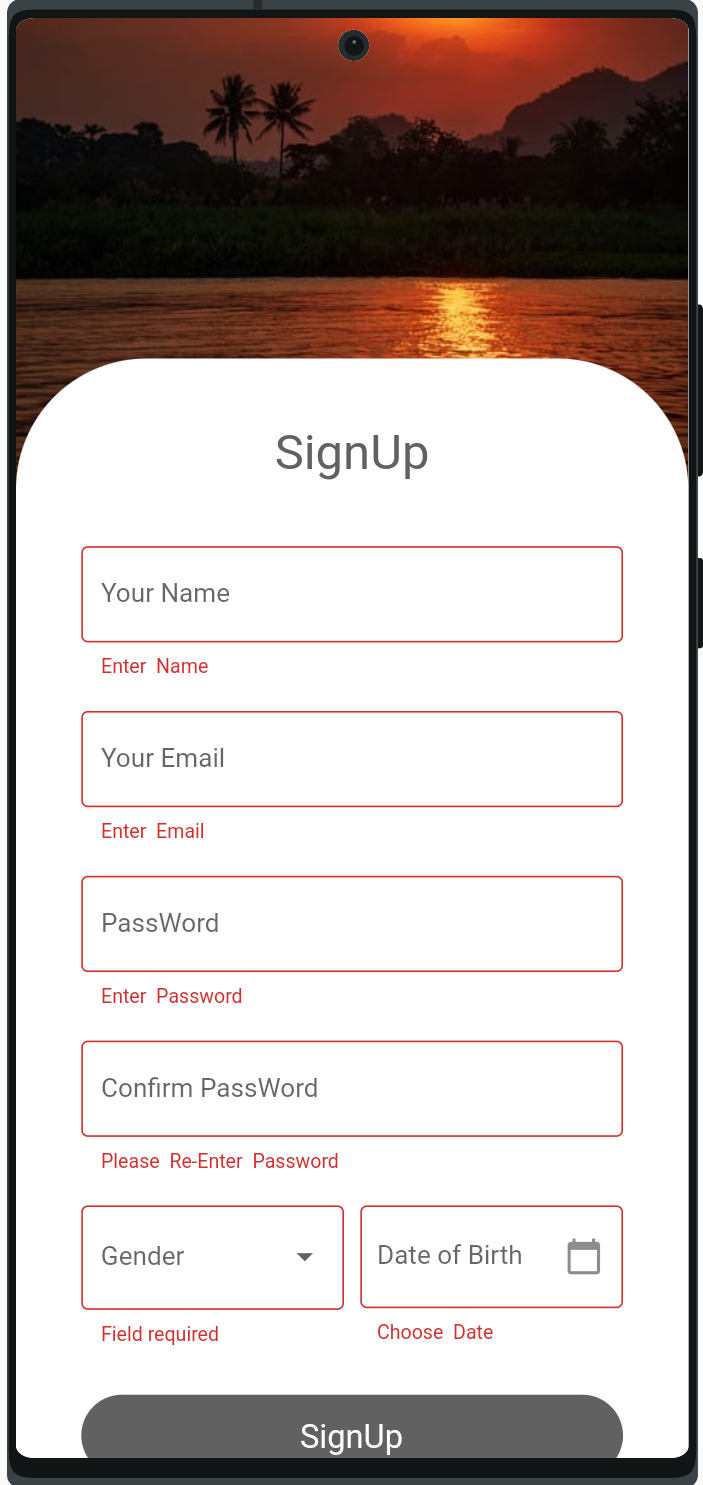 SignUp
Your Name
Enter  Name
Your Email
Enter  Email
PassWord
Enter  Password
Confirm PassWord
Please  Re-Enter  Password
Gender
Date of Birth
Field required
Choose  Date
SignUp